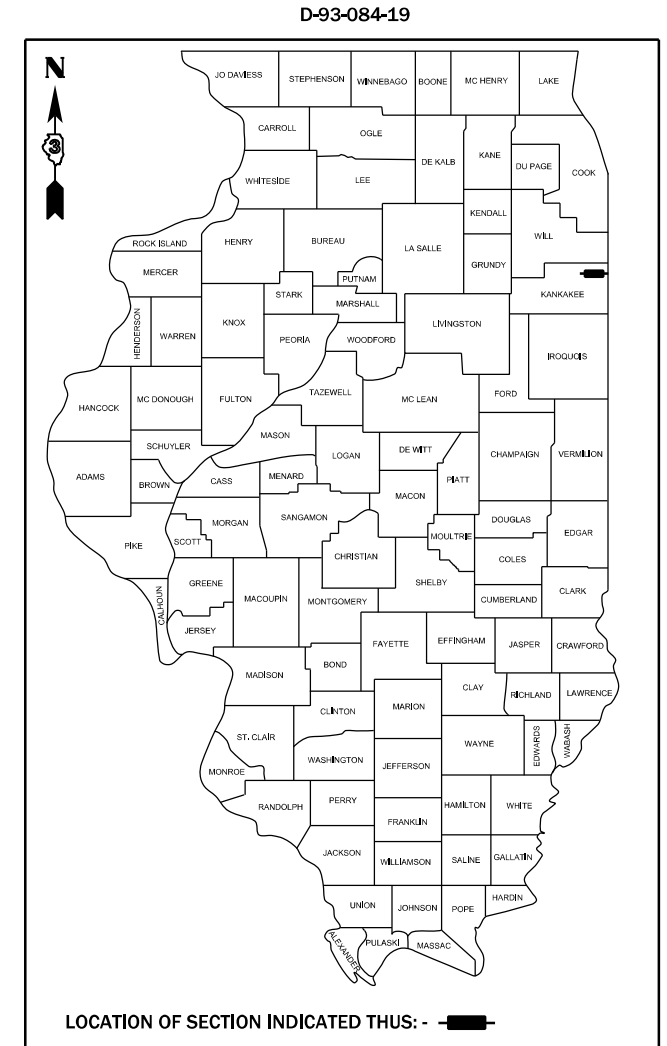 D-93-084-19
N
3
JO DAVIESS STEPHENSON WINNEBAGO BOONE MC HENRY LAKE
CARROLL OGLE
DE KALB KANE DU PAGE COOK
WHITESIDE LEE
KENDALL
ROCK ISLAND HENRY BUREAU LA SALLE WILL
MERCER PUTNAM GRUNDY
STARK MARSHALL KANKAKEE
HENDERSON WARREN KNOX PEORIA WOODFORD LIVINGSTON IROQUOIS
HANCOCK MC DONOUGH FULTON TAZEWELL MC LEAN FORD
MASON
SCHUYLER LOGAN DE WITT CHAMPAIGN VERMILION
ADAMS BROWN CASS MENARD PIATT
MACON
PIKE SCOTT MORGAN SANGAMON MOULTRIE DOUGLAS EDGAR
CHRISTIAN COLES
CALHOUN GREENE MACOUPIN MONTGOMERY SHELBY CUMBERLAND CLARK
JERSEY FAYETTE EFFINGHAM JASPER CRAWFORD
MADISON BOND
CLAY RICHLAND LAWRENCE
CLINTON MARION
ST. CLAIR WAYNE EDWARDS WABASH
MONROE WASHINGTON JEFFERSON
RANDOLPH PERRY HAMILTON WHITE
FRANKLIN
JACKSON WILLIAMSON SALINE GALLATIN
UNION JOHNSON POPE HARDIN
ALEXANDER PULASKI MASSAC
LOCATION OF SECTION INDICATED THUS: -